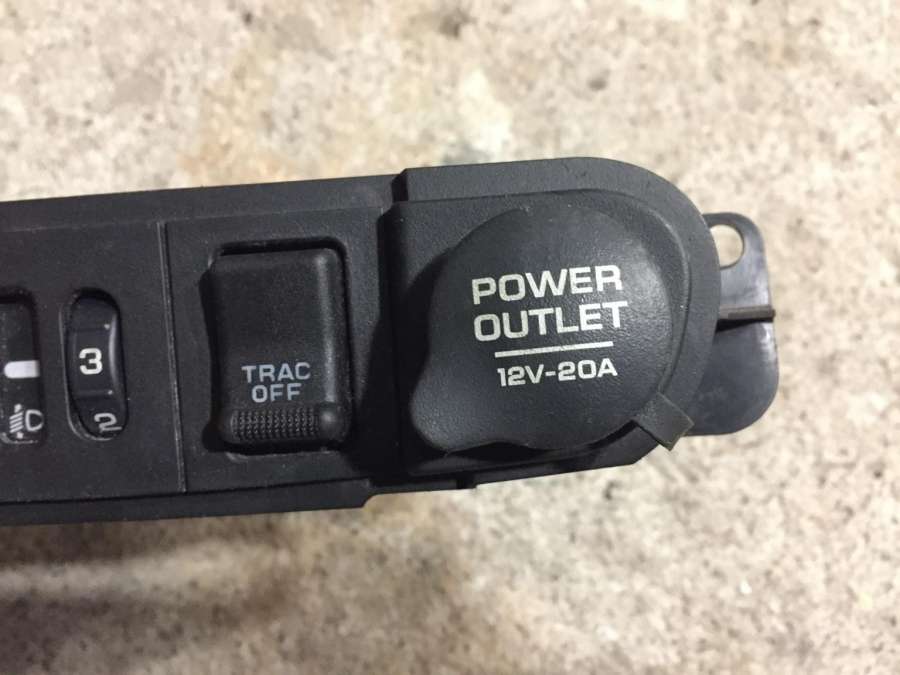 3
2
TRAC
OFF
POWER
OUTLET
12V-20A